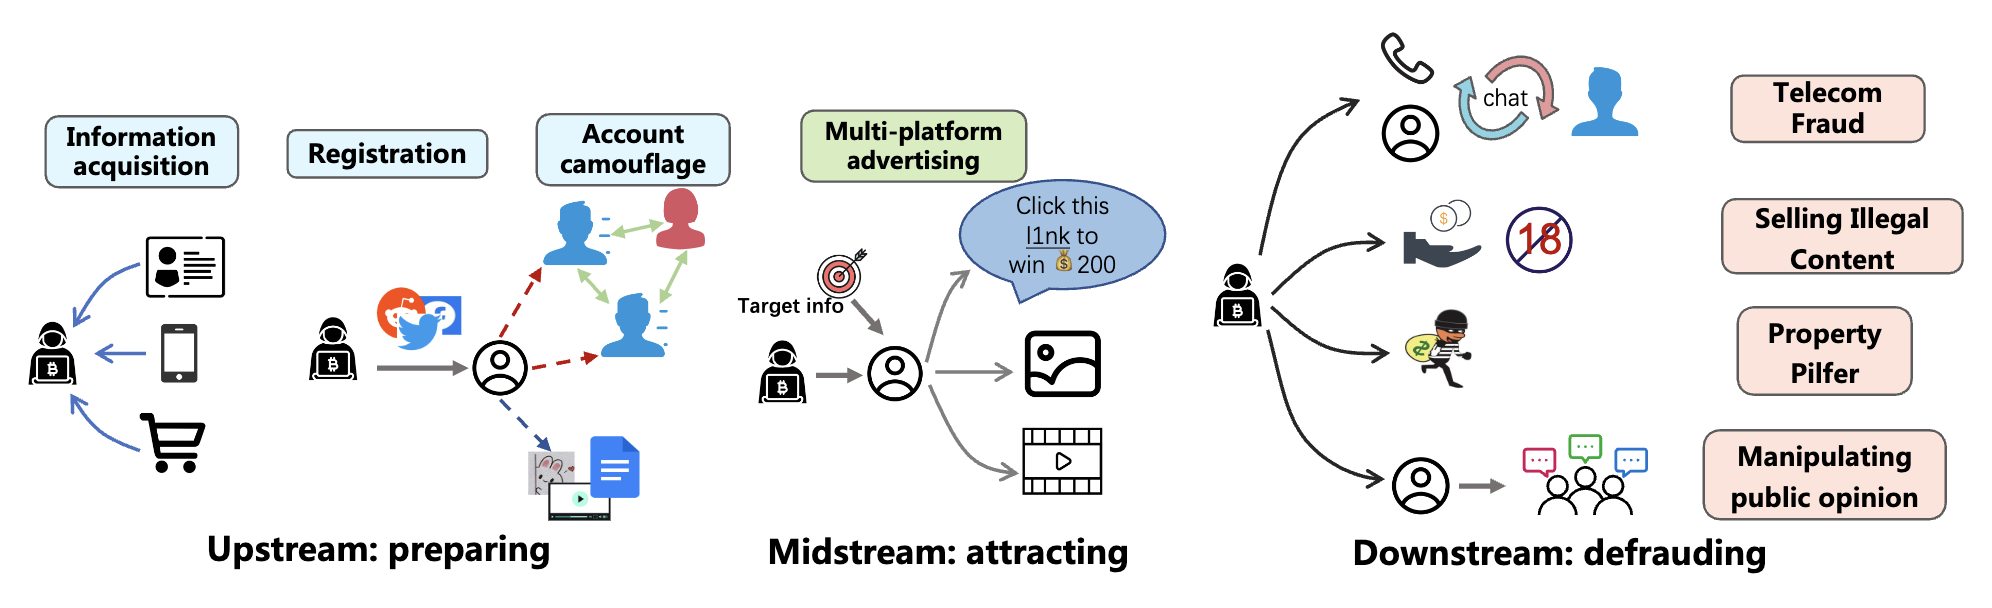 Information
acquisition
Registration
Account
camouflage
Upstream: preparing
Multi-platform
advertising
Click this
l1nk to
win 💰 200
$
Target info
Midstream: attracting
chat
Telecom
Fraud
$
18
Selling Illegal
Content
$
Property
Pilfer
Manipulating
public opinion
Downstream: defrauding